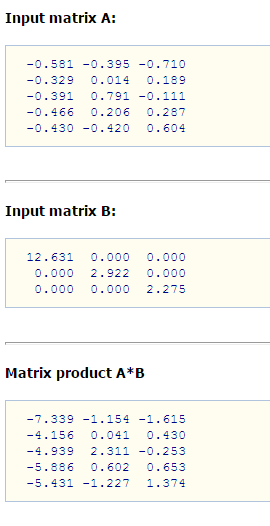 Input matrix A:
-0.581 -0.395 -0.710
-0.329 0.014 0.189
-0.391 0.791 -0.111
-0.466 0.206 0.287
-0.430 -0.420 0.604
Input matrix B:
12.631 0.000 0.000
0.000 2.922 0.000
0.000 0.000 2.275
Matrix product A*B
-7.339 -1.154 -1.615
-4.156 0.041 0.430
-4.939 2.311 -0.253
-5.886 0.602 0.653
-5.431 -1.227 1.374